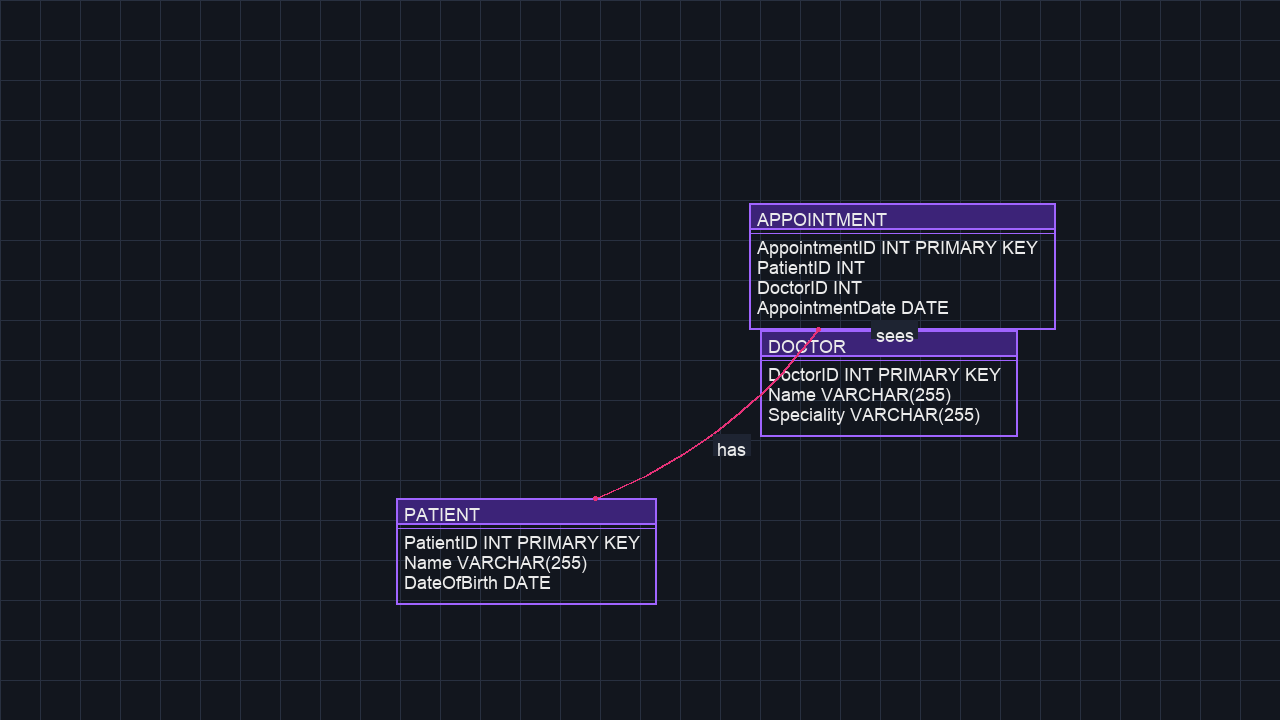 APPOINTMENT
AppointmentID INT PRIMARY KEY
PatientID INT
DoctorID INT
AppointmentDate DATE
sees
DOCTOR
DoctorID INT PRIMARY KEY
Name VARCHAR(255)
Speciality VARCHAR(255)
has
PATIENT
PatientID INT PRIMARY KEY
Name VARCHAR(255)
DateOfBirth DATE